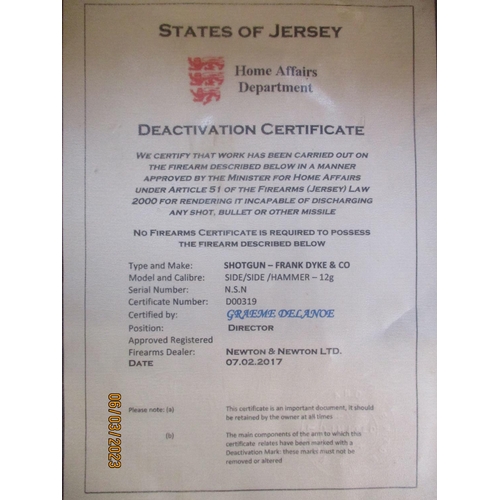 STATES OF JERSEY
Home Affairs
Department
DEACTIVATION CERTIFICATE
WE CERTIFY THAT WORK HAS BEEN CARRIED OUT ON
THE FIREARM DESCRIBED BELOW IN A MANNER
APPROVED BY THE MINISTER FOR HOME AFFAIRS
UNDER ARTICLE 51 OF THE FIREARMS (JERSEY) LAW
2000 FOR RENDERING IT INCAPABLE OF DISCHARGING
ANY SHOT, BULLET OR OTHER MISSILE
NO FIREARMS CERTIFICATE IS REQUIRED TO POSSESS
THE FIREARM DESCRIBED BELOW
Type and Make: SHOTGUN – FRANK DYKE & CO
Model and Calibre: SIDE/SIDE /HAMMER – 12g
Serial Number: N.S.N
Certificate Number: D00319
Certified by: GRAEME DELANOE
Position: DIRECTOR
Approved Registered
Firearms Dealer: NEWTON & NEWTON LTD.
DATE 07.02.2017
Please note: (a) This certificate is an important document, it should
be retained by the owner at all times
(b) The main components of the arm to which this
certificate relates have been marked with a
Deactivation Mark: these marks must not be
removed or altered
06/03/2023